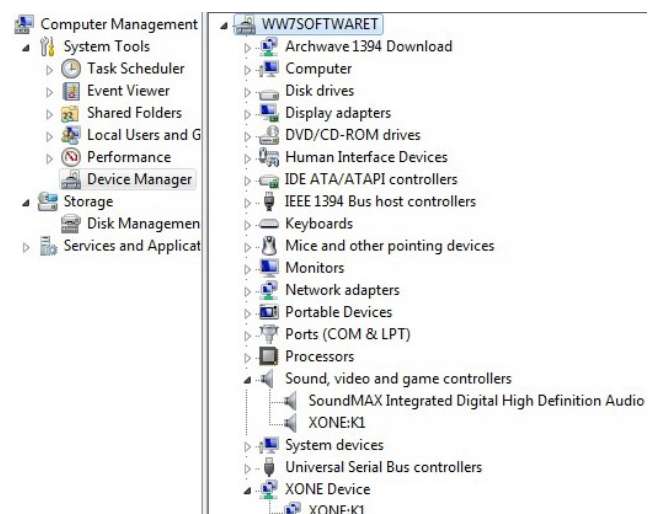 Computer Management
System Tools
Task Scheduler
Event Viewer
Shared Folders
Local Users and G
Performance
Device Manager
Storage
Disk Managemen
Services and Applicat
WW7SOFTWARET
Archwave 1394 Download
Computer
Disk drives
Display adapters
DVD/CD-ROM drives
Human Interface Devices
IDE ATA/ATAPI controllers
IEEE 1394 Bus host controllers
Keyboards
Mice and other pointing devices
Monitors
Network adapters
Portable Devices
Ports (COM & LPT)
Processors
Sound, video and game controllers
SoundMAX Integrated Digital High Definition Audio
XONE:K1
System devices
Universal Serial Bus controllers
XONE Device
XONE:K1